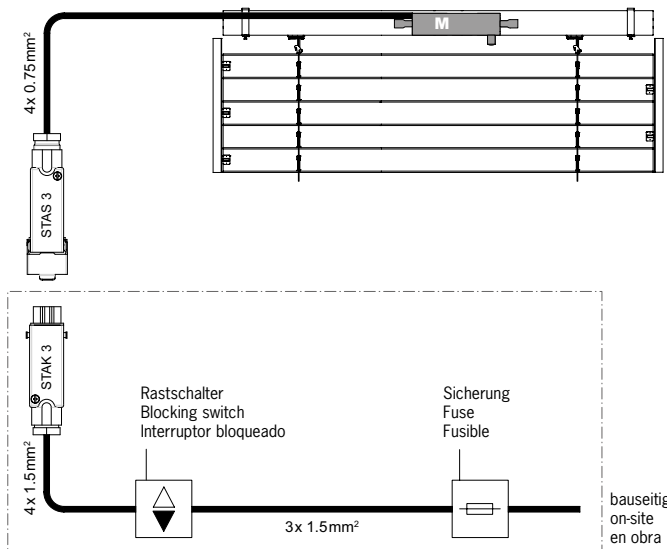 M
4x 0.75mm²
STAS 3
STAK 3
4x 1.5mm²
Rastschalter
Blocking switch
Interruptor bloqueado
Sicherung
Fuse
Fusible
3x 1.5mm²
bauseitig
on-site
en obra